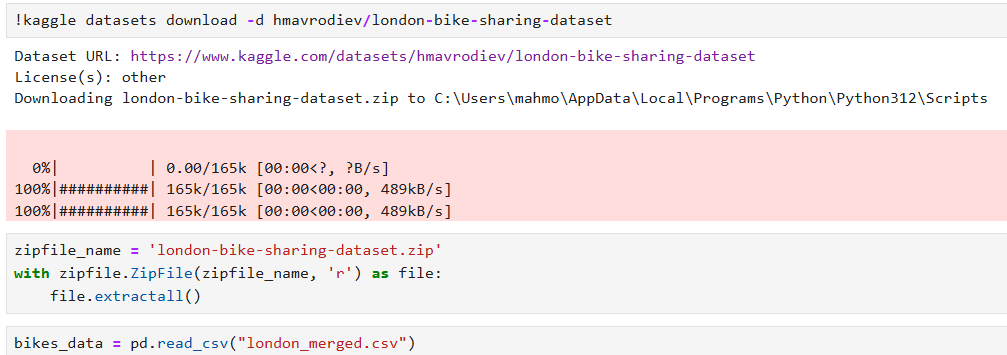 !kaggle datasets download -d hmavrodiev/london-bike-sharing-dataset
Dataset URL: https://www.kaggle.com/datasets/hmavrodiev/london-bike-sharing-dataset
License(s): other
Downloading london-bike-sharing-dataset.zip to C:\Users\mahmo\AppData\Local\Programs\Python\Python312\Scripts
  0%|          | 0.00/165k [00:00<?, ?B/s]
100%|##########| 165k/165k [00:00<00:00, 489kB/s]
100%|##########| 165k/165k [00:00<00:00, 489kB/s]
zipfile_name = 'london-bike-sharing-dataset.zip'
with zipfile.ZipFile(zipfile_name, 'r') as file:
    file.extractall()
bikes_data = pd.read_csv("london_merged.csv")